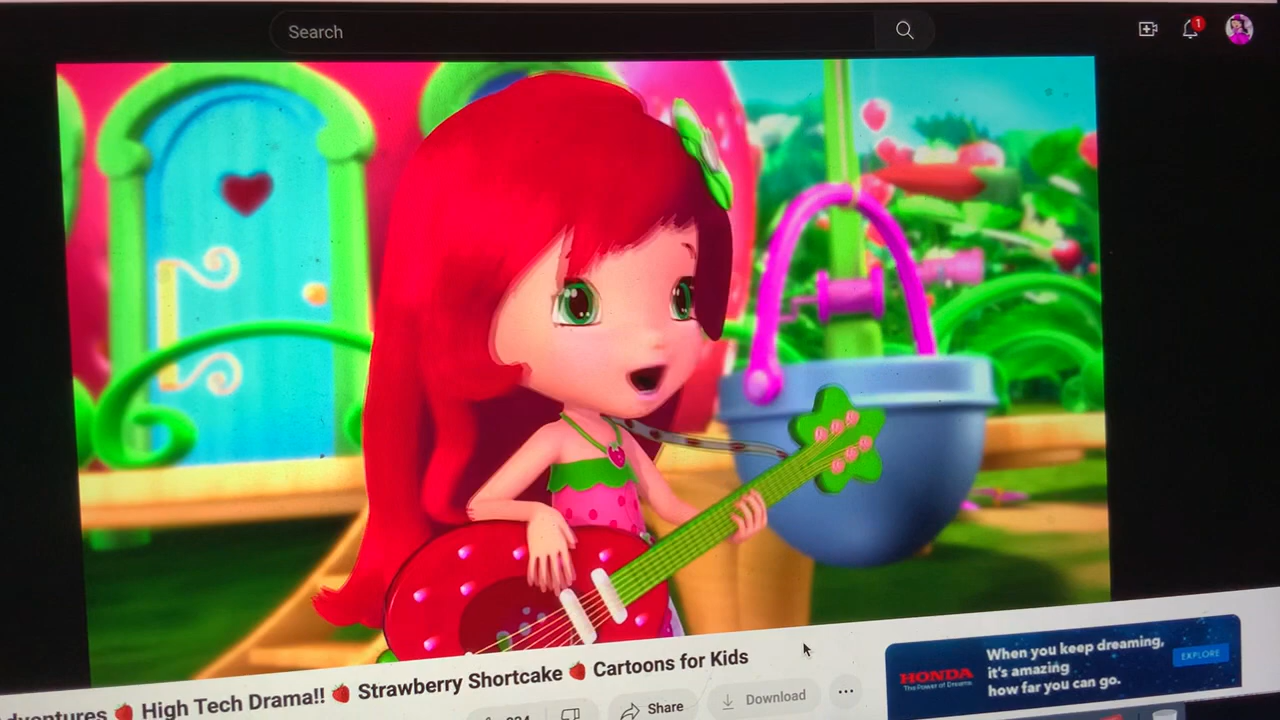 Search
1
dventures 🍓 High Tech Drama!! 🍓 Strawberry Shortcake 🍓 Cartoons for Kids
Share
Download
HONDA
The Power of Dreams
When you keep dreaming,
it's amazing
how far you can go.
EXPLORE